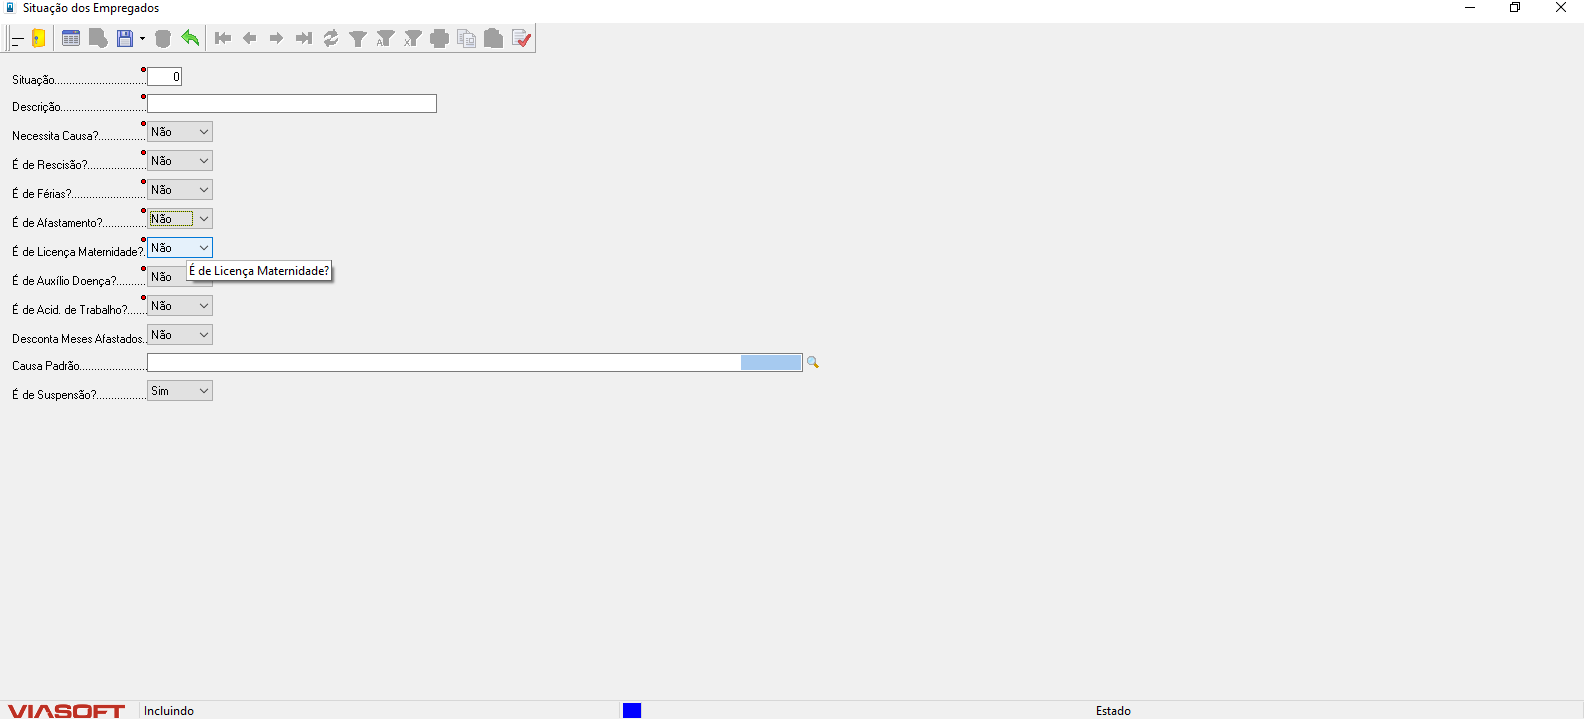 Situação dos Empregados
Situação............................... 0
Descrição............................
Necessita Causa?................ Não
É de Rescisão?.................... Não
É de Férias?......................... Não
É de Afastamento?............... Não
É de Licença Maternidade?. Não
É de Licença Maternidade?
É de Auxílio Doença?.......... Não
É de Acid. de Trabalho?...... Não
Desconta Meses Afastados.. Não
Causa Padrão.......................
É de Suspensão?................. Sim
VIASOFT Incluindo Estado